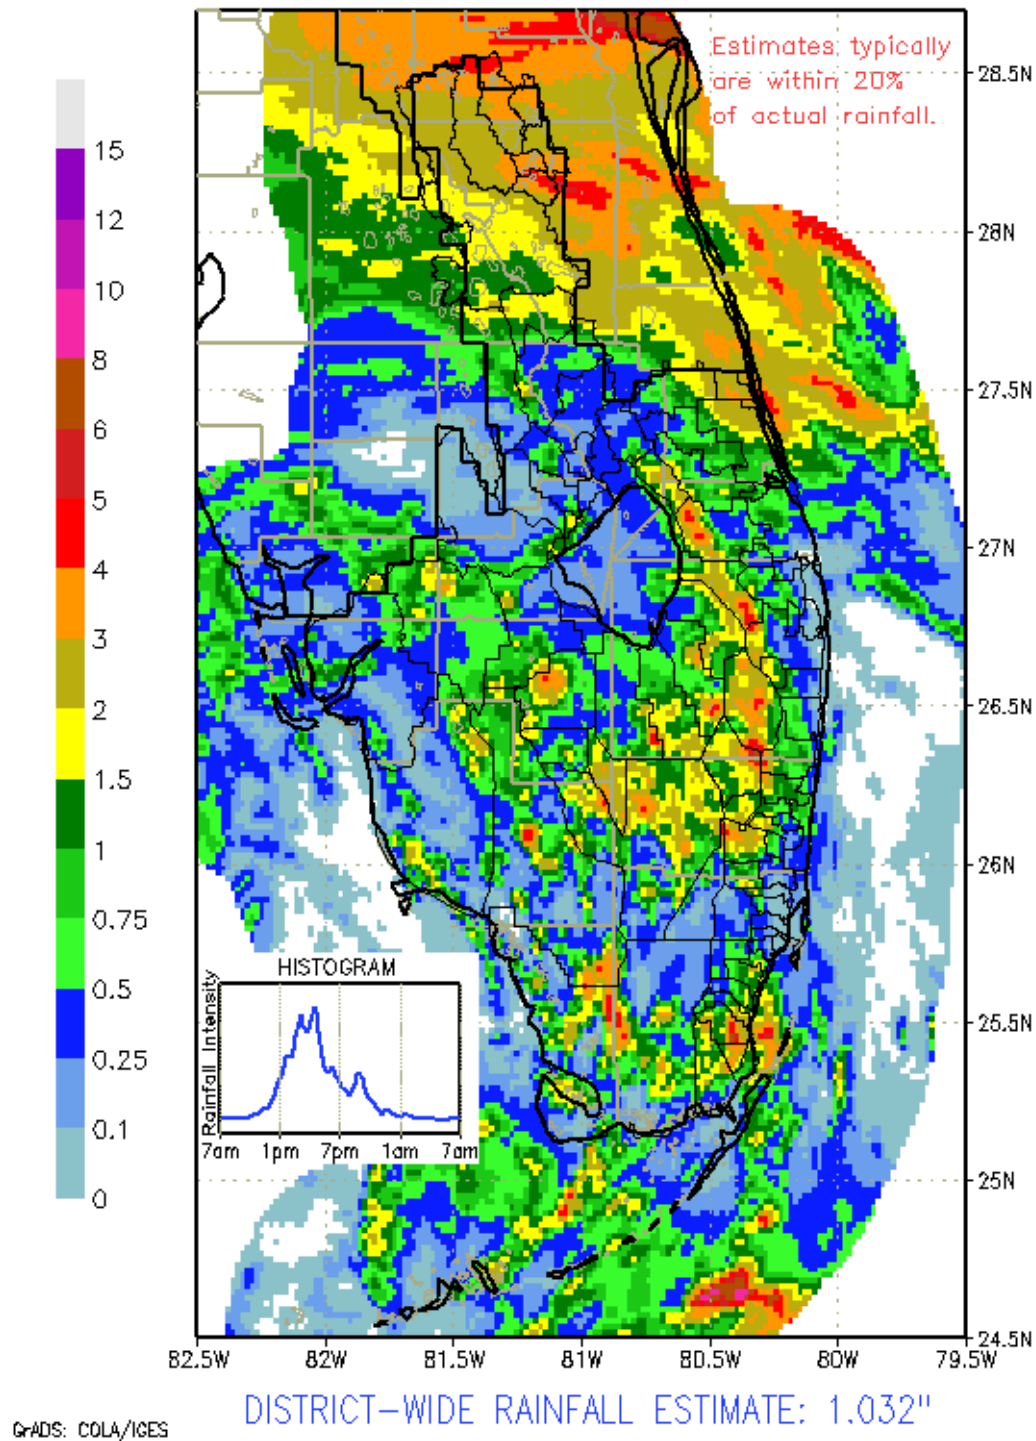 Estimates typically
are within 20%
of actual rainfall.
15
12
10
8
6
5
4
3
2
1.5
1
0.75
0.5
0.25
0.1
0
28.5N
28N
27.5N
27N
26.5N
26N
25.5N
25N
24.5N
HISTOGRAM
Rainfall Intensity
7am 1pm 7pm 1am 7am
82.5W 82W 81.5W 81W 80.5W 80W 79.5W
DISTRICT-WIDE RAINFALL ESTIMATE: 1.032"
GrADS: COLA/IGES